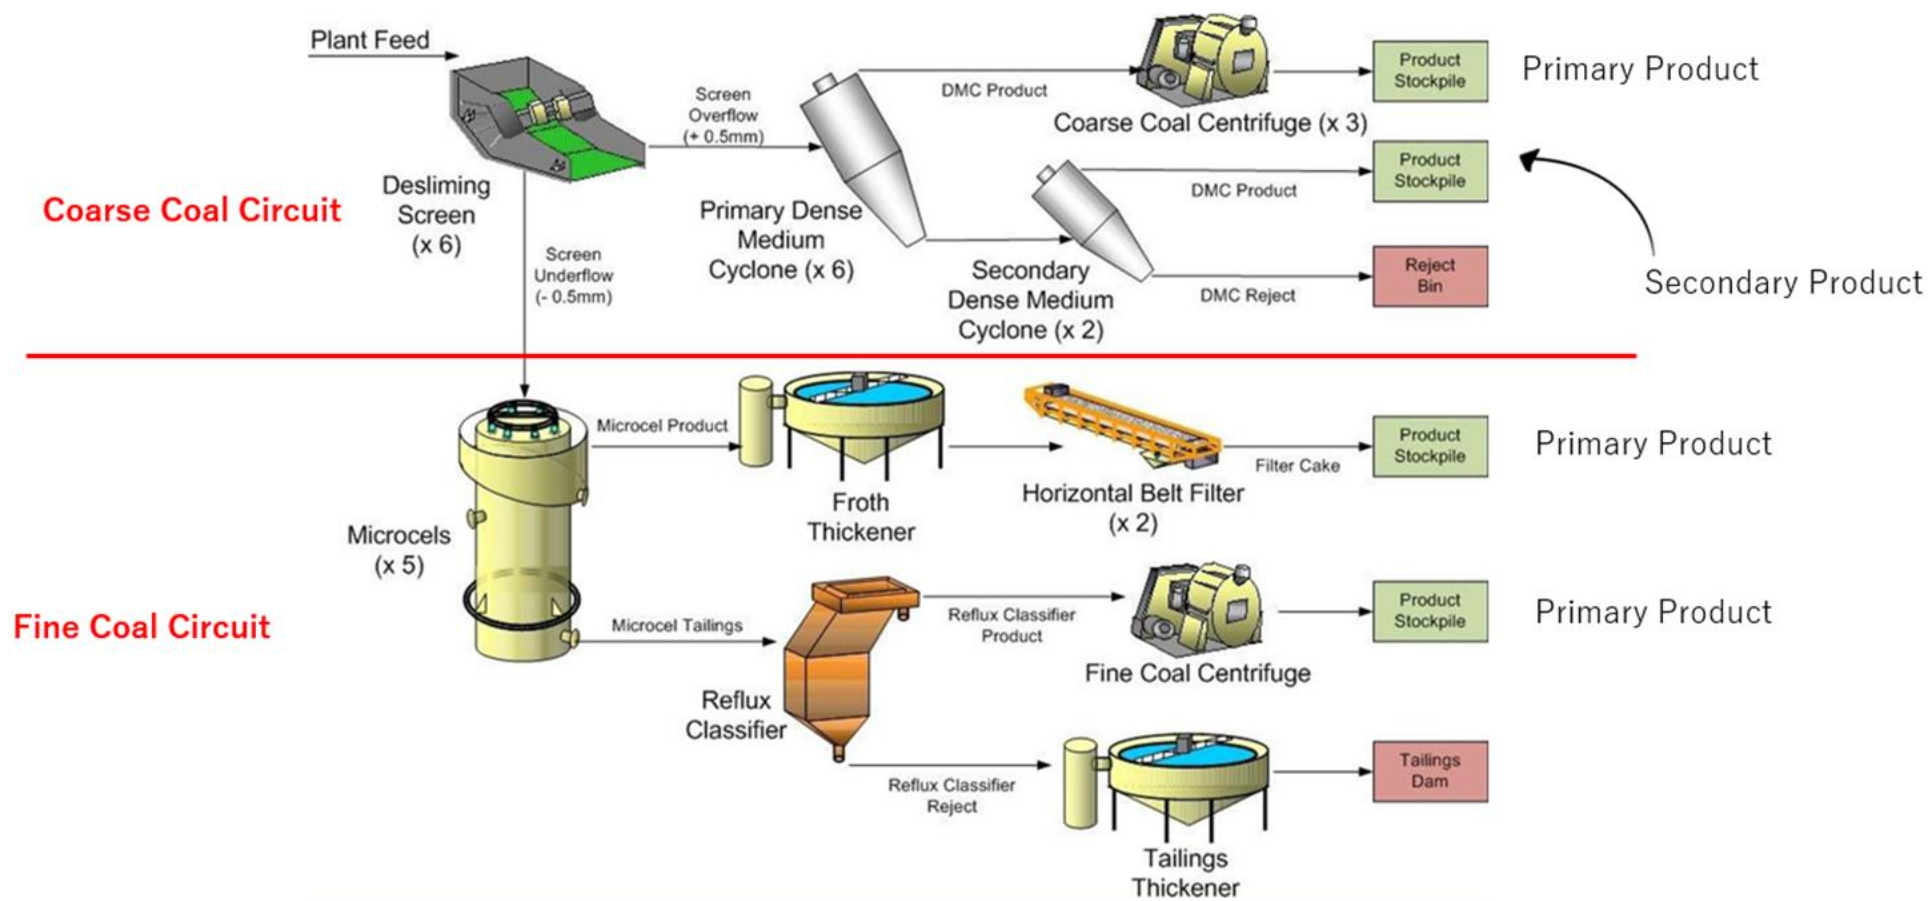 Plant Feed
Screen
Overflow
(+ 0.5mm)
DMC Product
Coarse Coal Centrifuge (x 3)
Product
Stockpile
Primary Product
Coarse Coal Circuit
Desliming
Screen
(x 6)
Primary Dense
Medium
Cyclone (x 6)
DMC Product
Product
Stockpile
Secondary Product
Screen
Underflow
(- 0.5mm)
Secondary
Dense Medium
Cyclone (x 2)
DMC Reject
Reject
Bin
Microcel Product
Froth
Thickener
Horizontal Belt Filter
(x 2)
Filter Cake
Product
Stockpile
Primary Product
Microcels
(x 5)
Fine Coal Circuit
Microcel Tailings
Reflux
Classifier
Reflux Classifier
Product
Fine Coal Centrifuge
Product
Stockpile
Primary Product
Reflux Classifier
Reject
Tailings
Thickener
Tailings
Dam